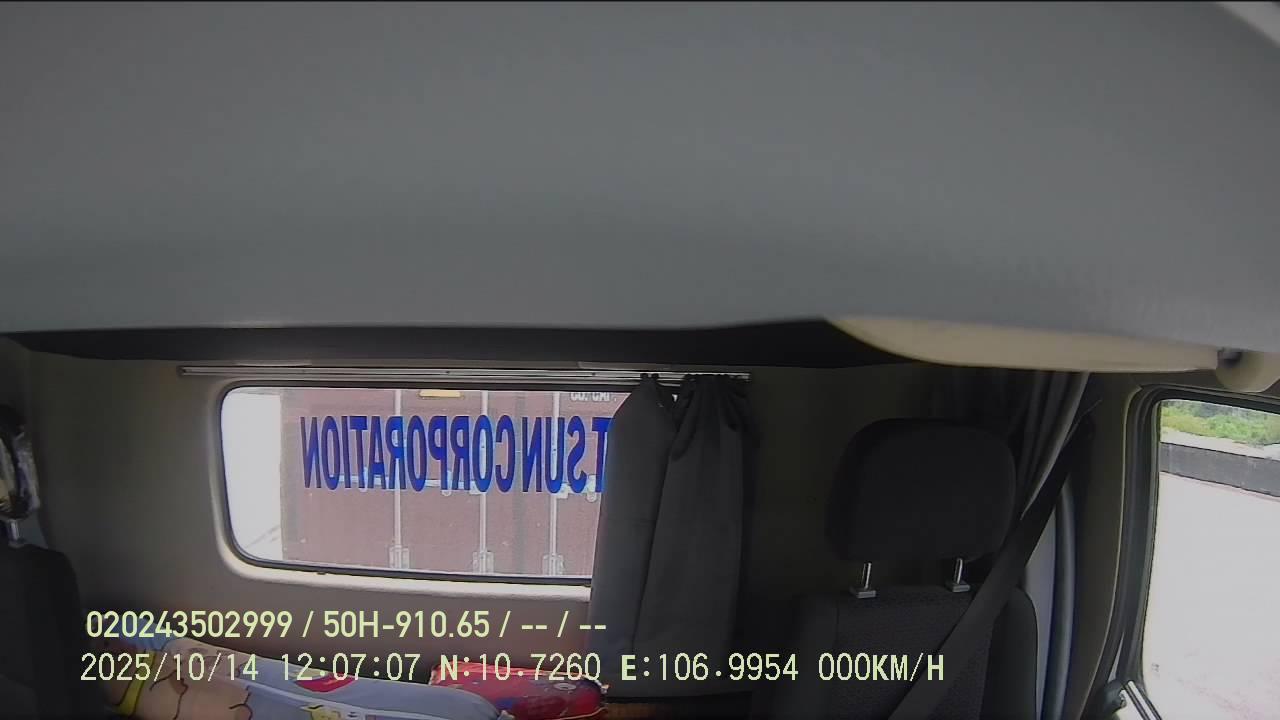 T SUN CORPORATION
020243502999 / 50H-910.65 / -- / --
2025/10/14 12:07:07 N:10.7260 E:106.9954 000KM/H